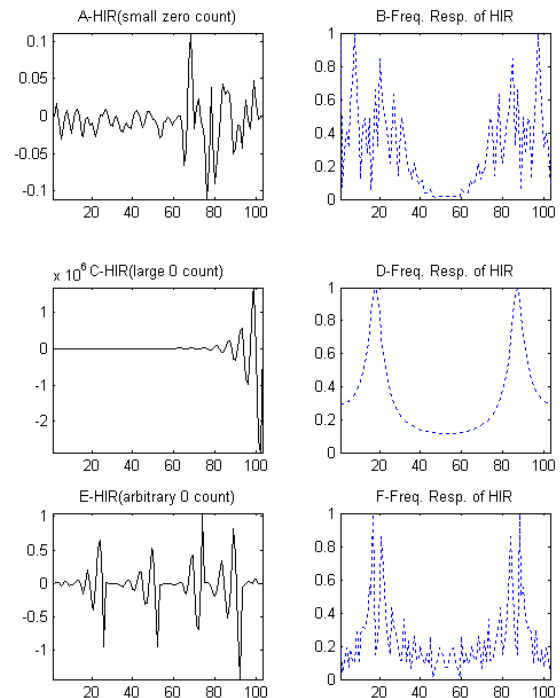 A-HIR(small zero count)
B-Freq. Resp. of HIR
0.1
0.05
0
-0.05
-0.1
20 40 60 80 100
1
0.8
0.6
0.4
0.2
0
20 40 60 80 100
x 10^6 C-HIR(large 0 count)
D-Freq. Resp. of HIR
1
0
-1
-2
20 40 60 80 100
1
0.8
0.6
0.4
0.2
0
20 40 60 80 100
E-HIR(arbitrary 0 count)
F-Freq. Resp. of HIR
1
0.5
0
-0.5
-1
20 40 60 80 100
1
0.8
0.6
0.4
0.2
0
20 40 60 80 100